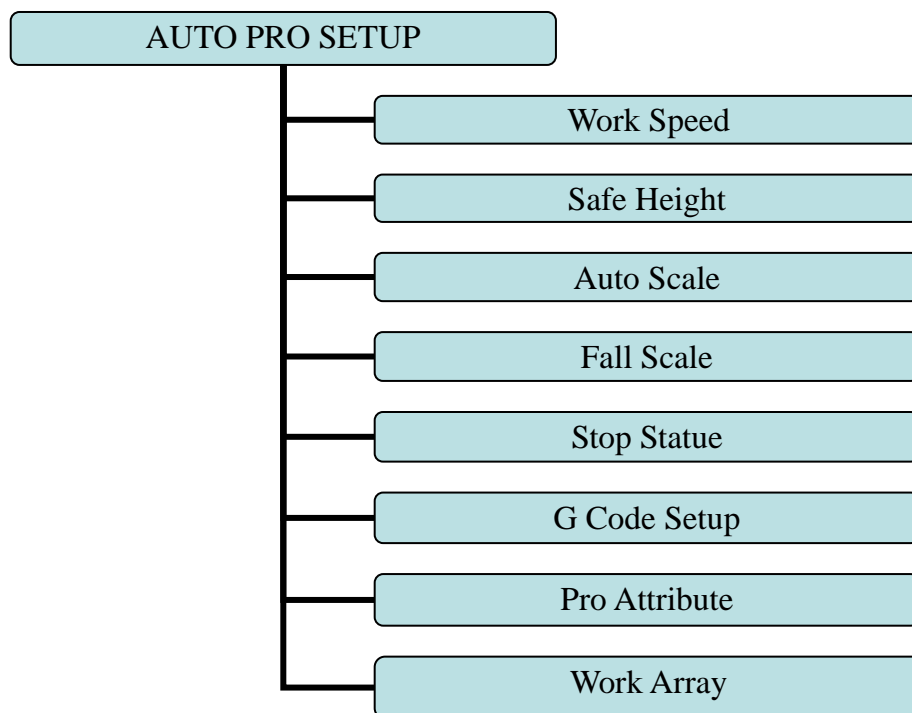 AUTO PRO SETUP
Work Speed
Safe Height
Auto Scale
Fall Scale
Stop Statue
G Code Setup
Pro Attribute
Work Array